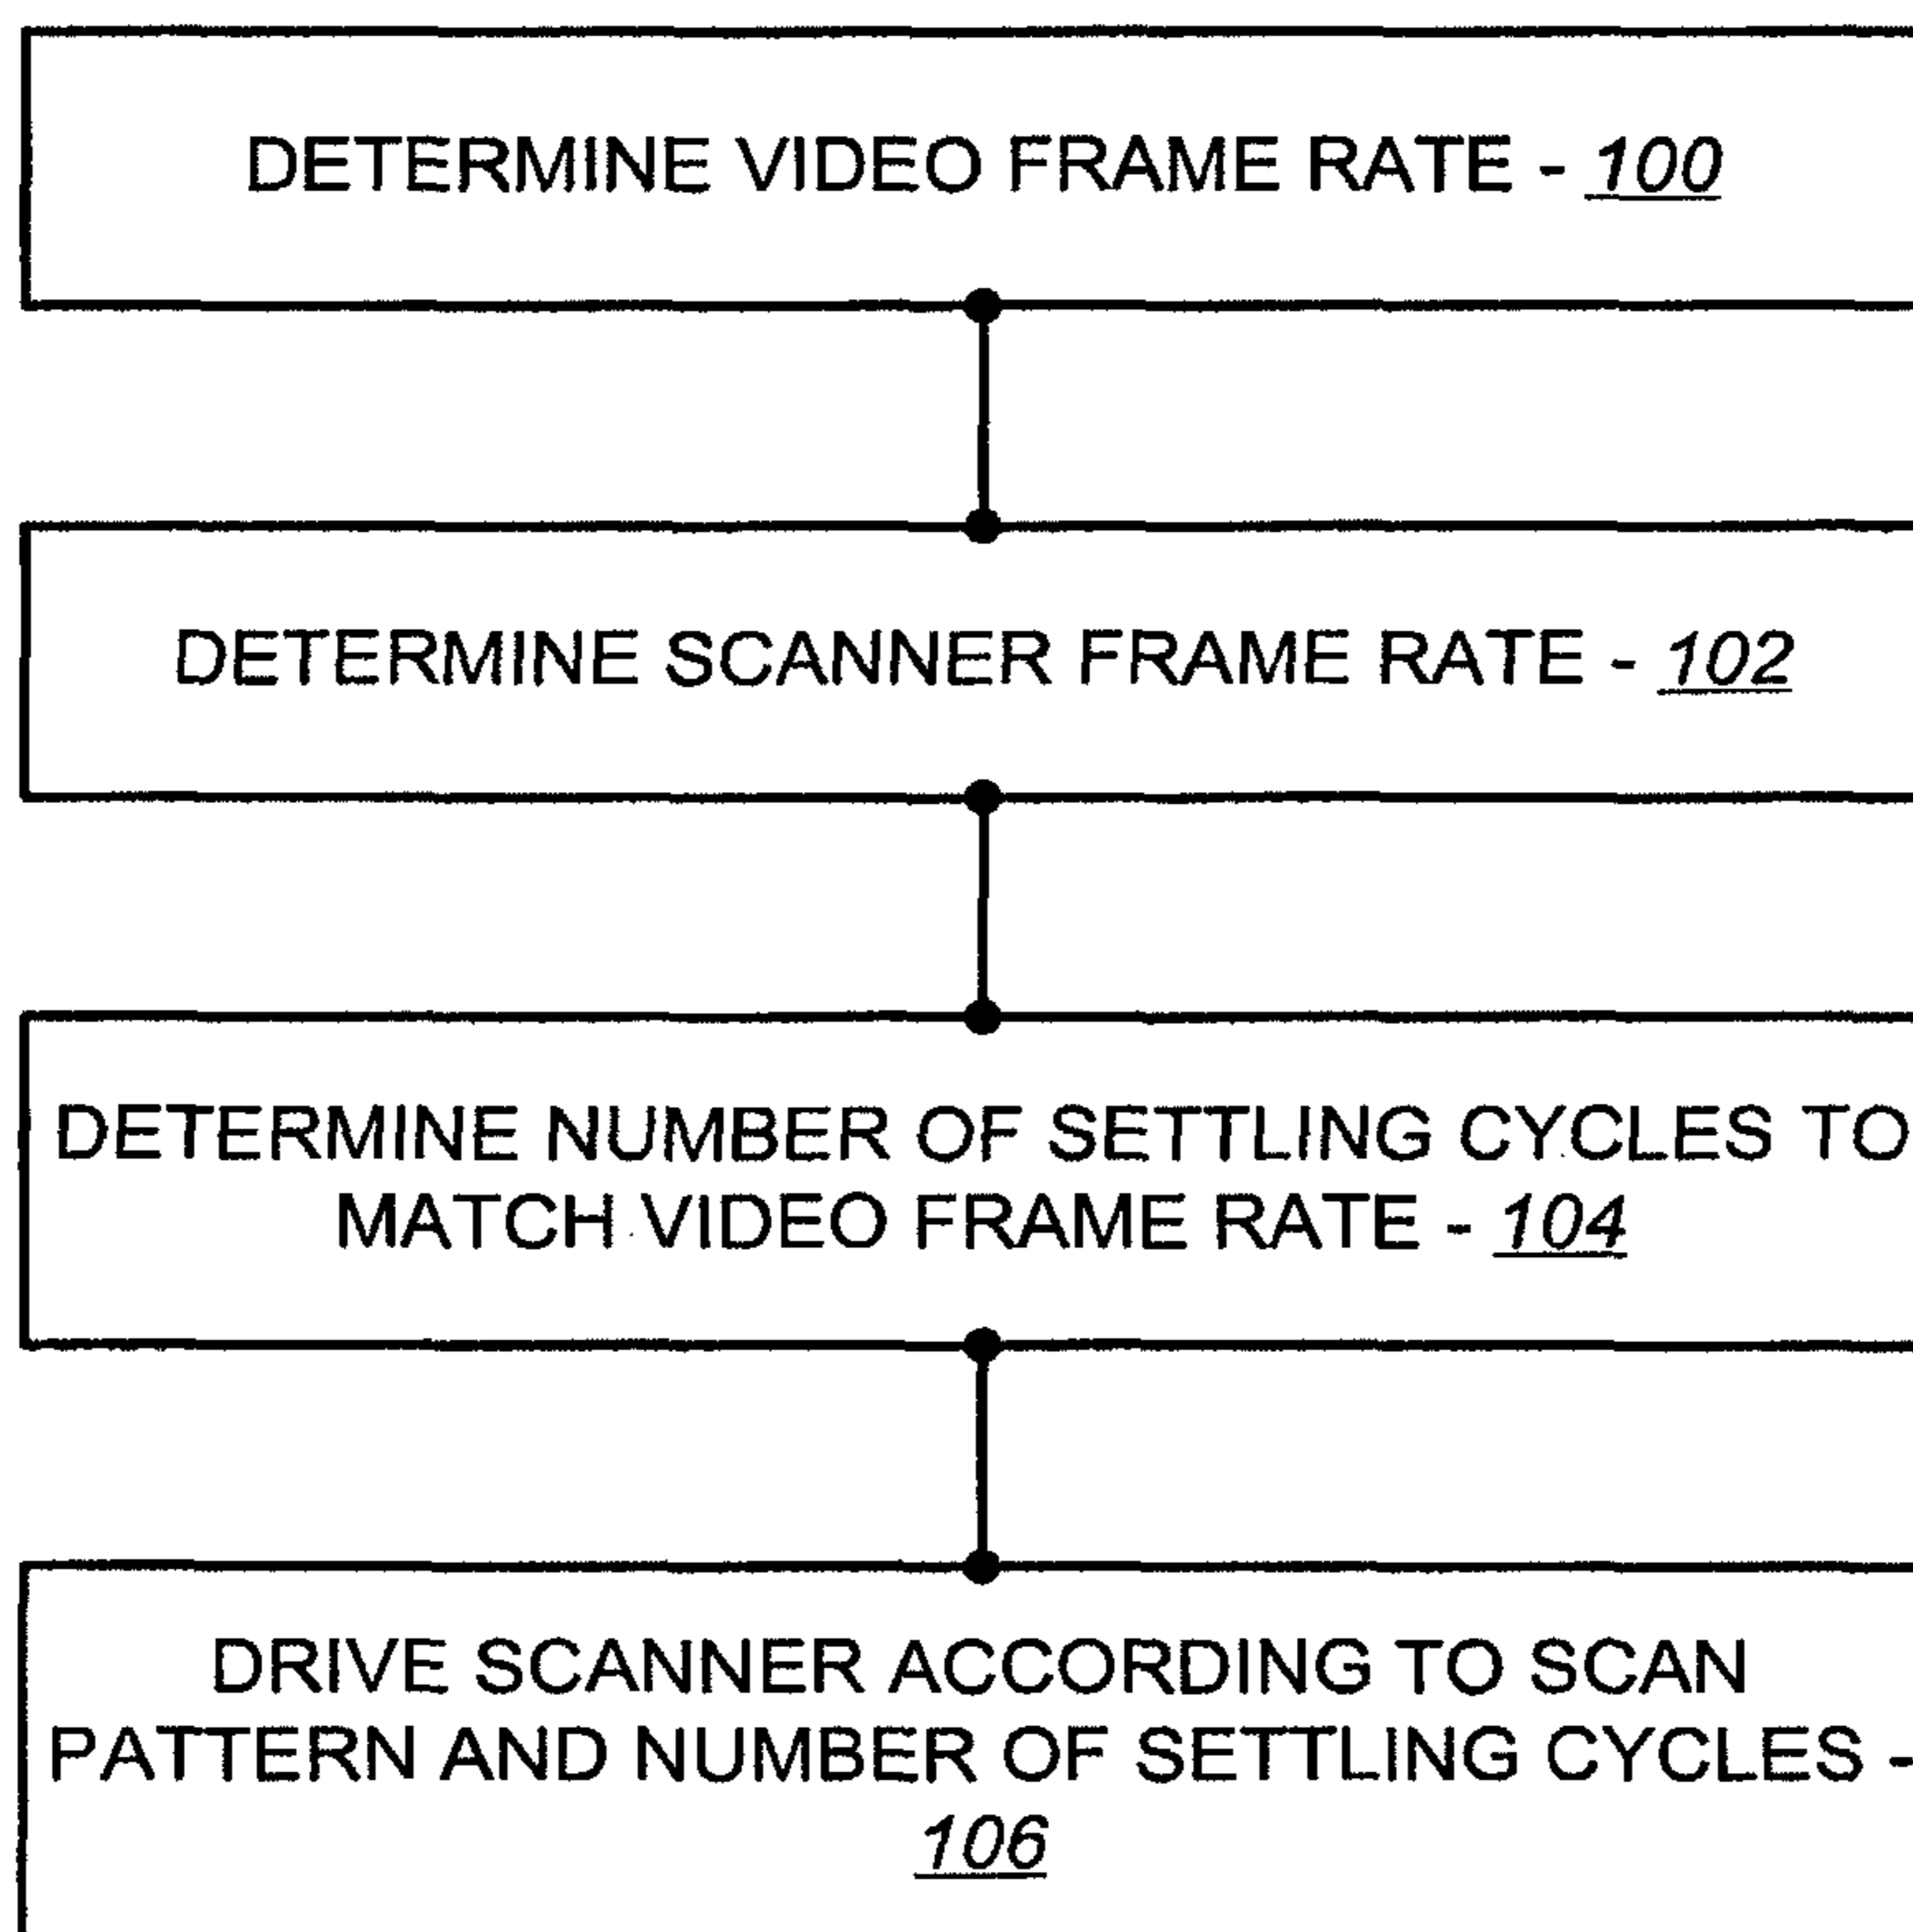 DETERMINE VIDEO FRAME RATE - 100
DETERMINE SCANNER FRAME RATE - 102
DETERMINE NUMBER OF SETTLING CYCLES TO
MATCH VIDEO FRAME RATE - 104
DRIVE SCANNER ACCORDING TO SCAN
PATTERN AND NUMBER OF SETTLING CYCLES -
106